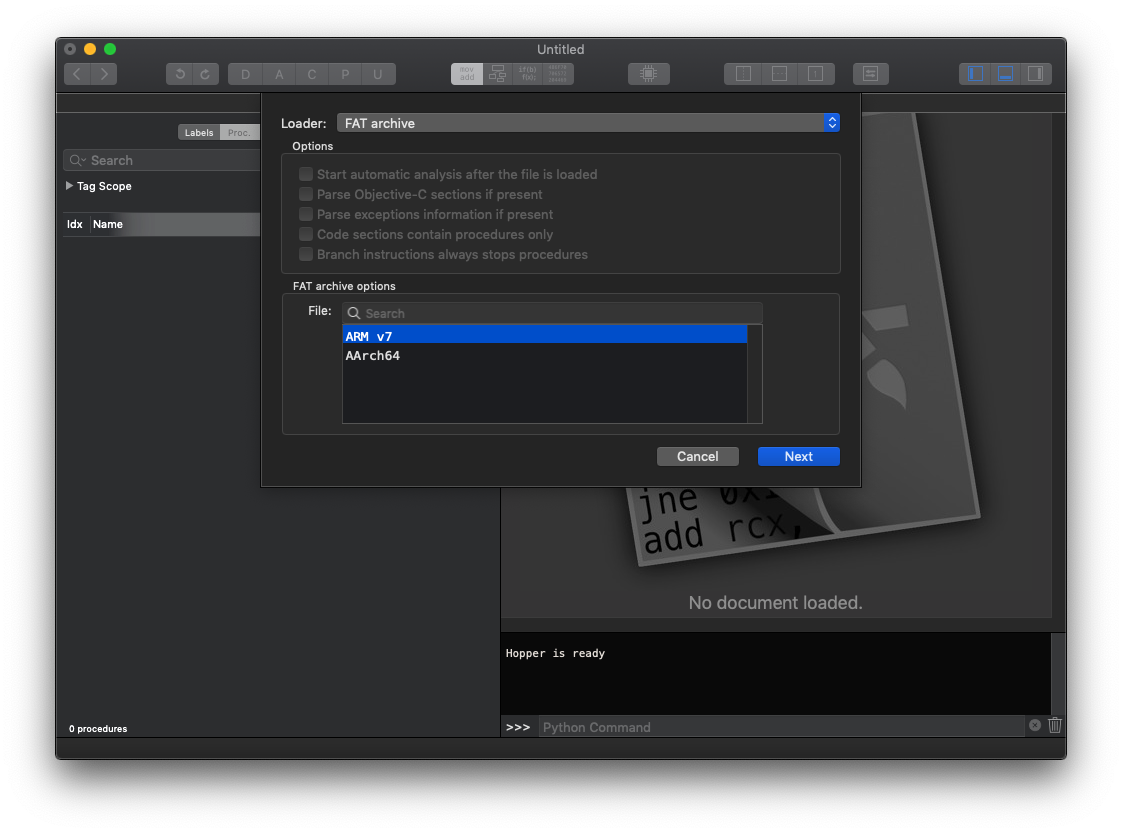 Untitled
D A C P U
mov
add
if(b)
f(x);
Loader: FAT archive
Options
Start automatic analysis after the file is loaded
Parse Objective-C sections if present
Parse exceptions information if present
Code sections contain procedures only
Branch instructions always stops procedures
FAT archive options
File: Search
ARM v7
AArch64
Cancel Next
Labels Proc.
Search
Tag Scope
Idx Name
0 procedures
jne
add rcx,
No document loaded.
Hopper is ready
>>> Python Command